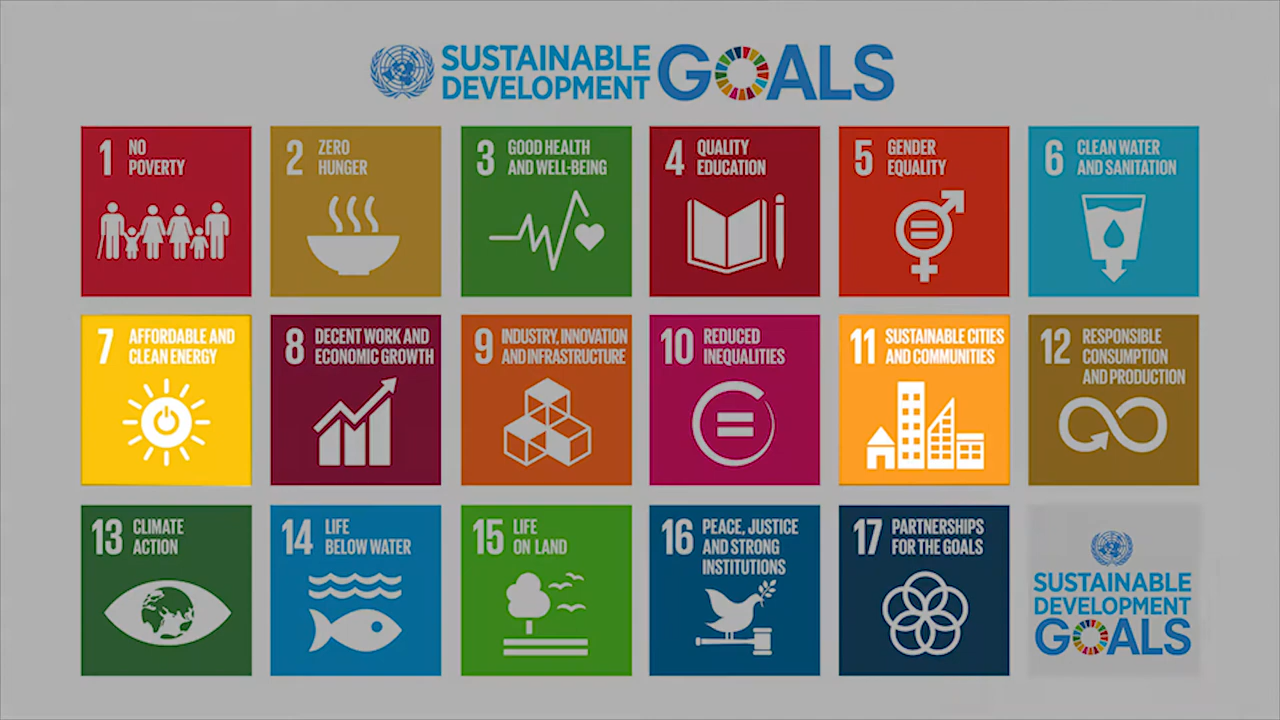 SUSTAINABLE
DEVELOPMENT
GOALS
1 NO
POVERTY
2 ZERO
HUNGER
3 GOOD HEALTH
AND WELL-BEING
4 QUALITY
EDUCATION
5 GENDER
EQUALITY
6 CLEAN WATER
AND SANITATION
7 AFFORDABLE AND
CLEAN ENERGY
8 DECENT WORK AND
ECONOMIC GROWTH
9 INDUSTRY, INNOVATION
AND INFRASTRUCTURE
10 REDUCED
INEQUALITIES
11 SUSTAINABLE CITIES
AND COMMUNITIES
12 RESPONSIBLE
CONSUMPTION
AND PRODUCTION
13 CLIMATE
ACTION
14 LIFE
BELOW WATER
15 LIFE
ON LAND
16 PEACE, JUSTICE
AND STRONG
INSTITUTIONS
17 PARTNERSHIPS
FOR THE GOALS
SUSTAINABLE
DEVELOPMENT
GOALS